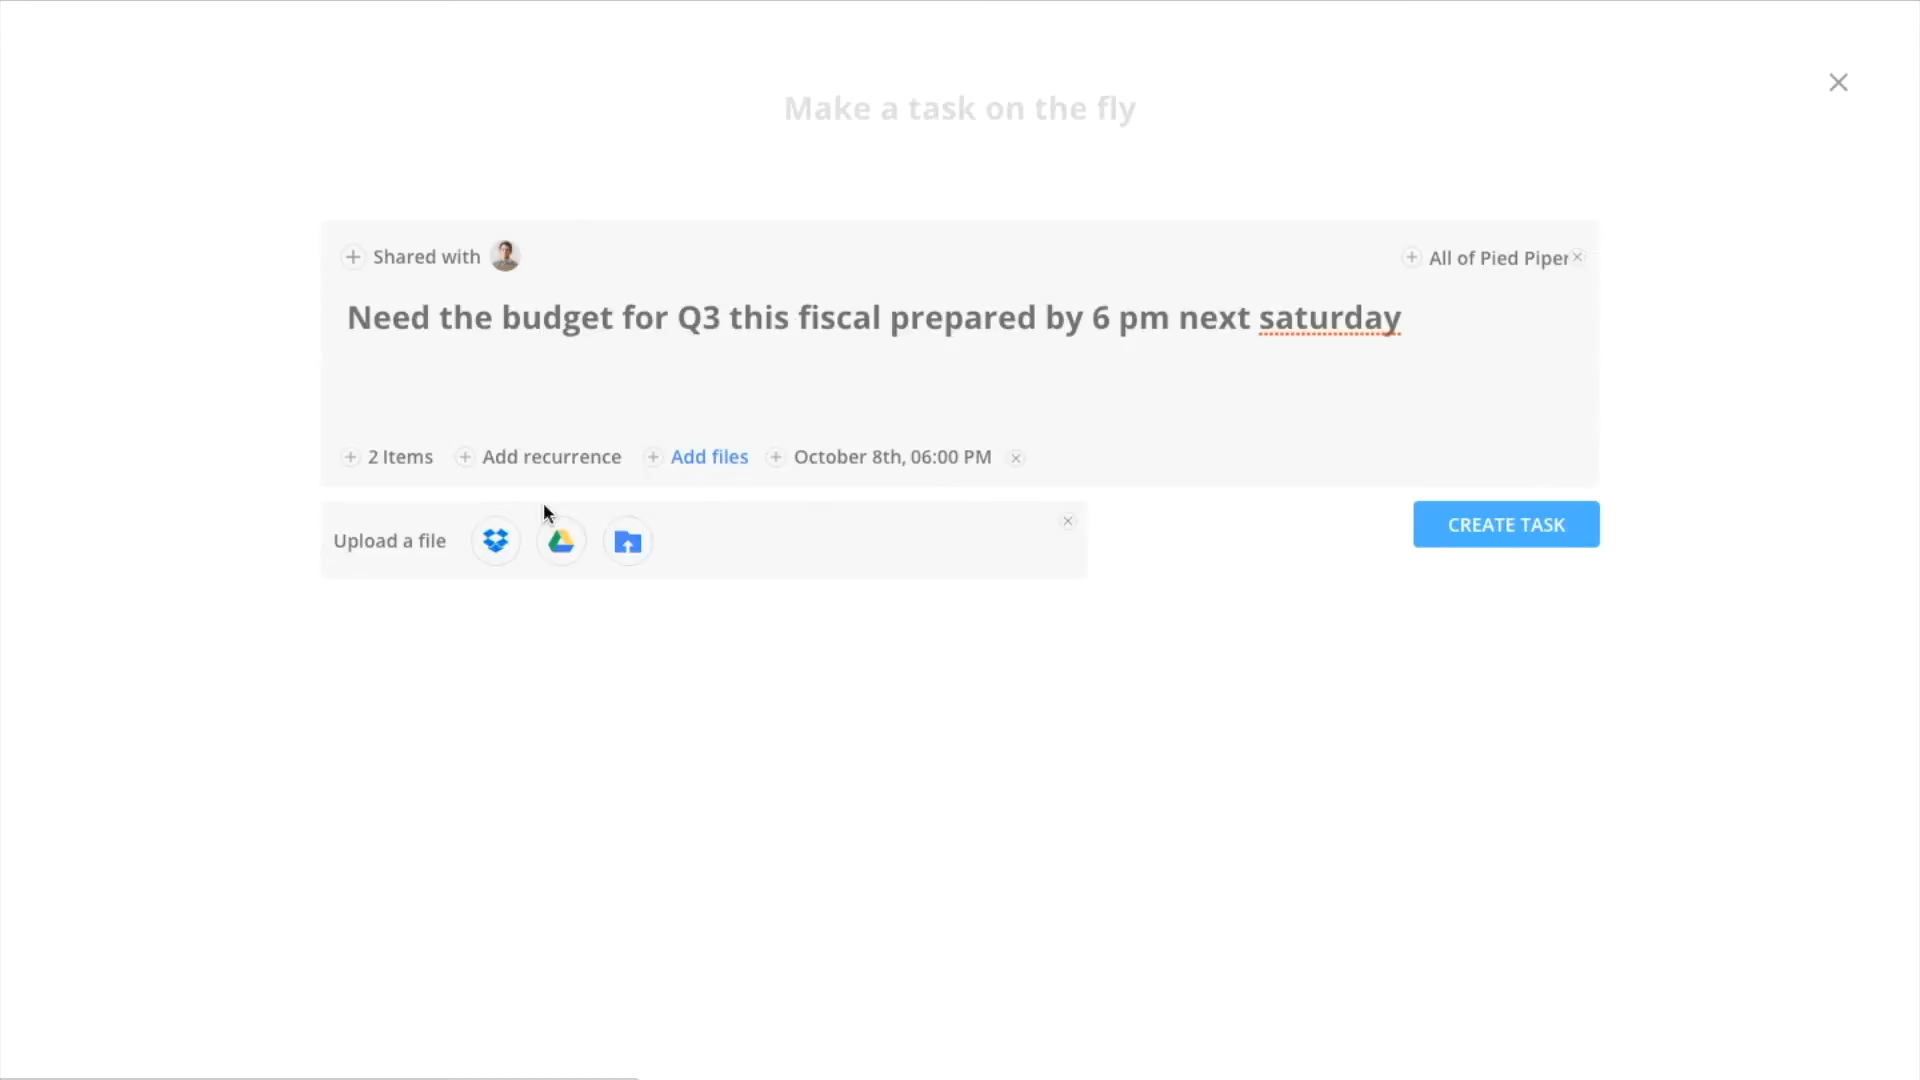 Make a task on the fly
Shared with
All of Pied Piper
Need the budget for Q3 this fiscal prepared by 6 pm next saturday
2 Items Add recurrence Add files October 8th, 06:00 PM
Upload a file
CREATE TASK